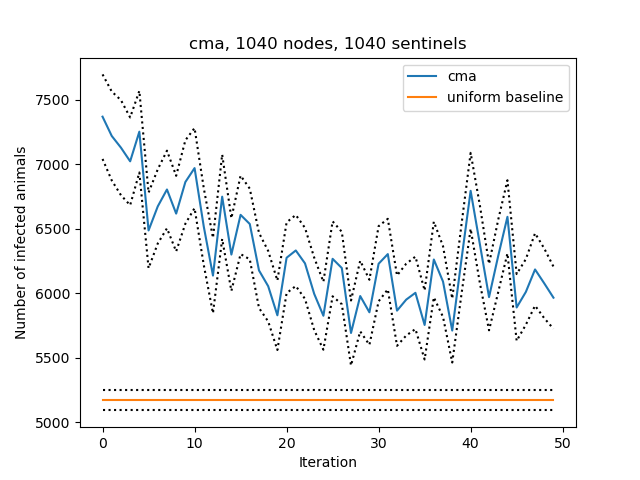 cma, 1040 nodes, 1040 sentinels
cma
uniform baseline
Number of infected animals
7500
7000
6500
6000
5500
5000
0 10 20 30 40 50
Iteration